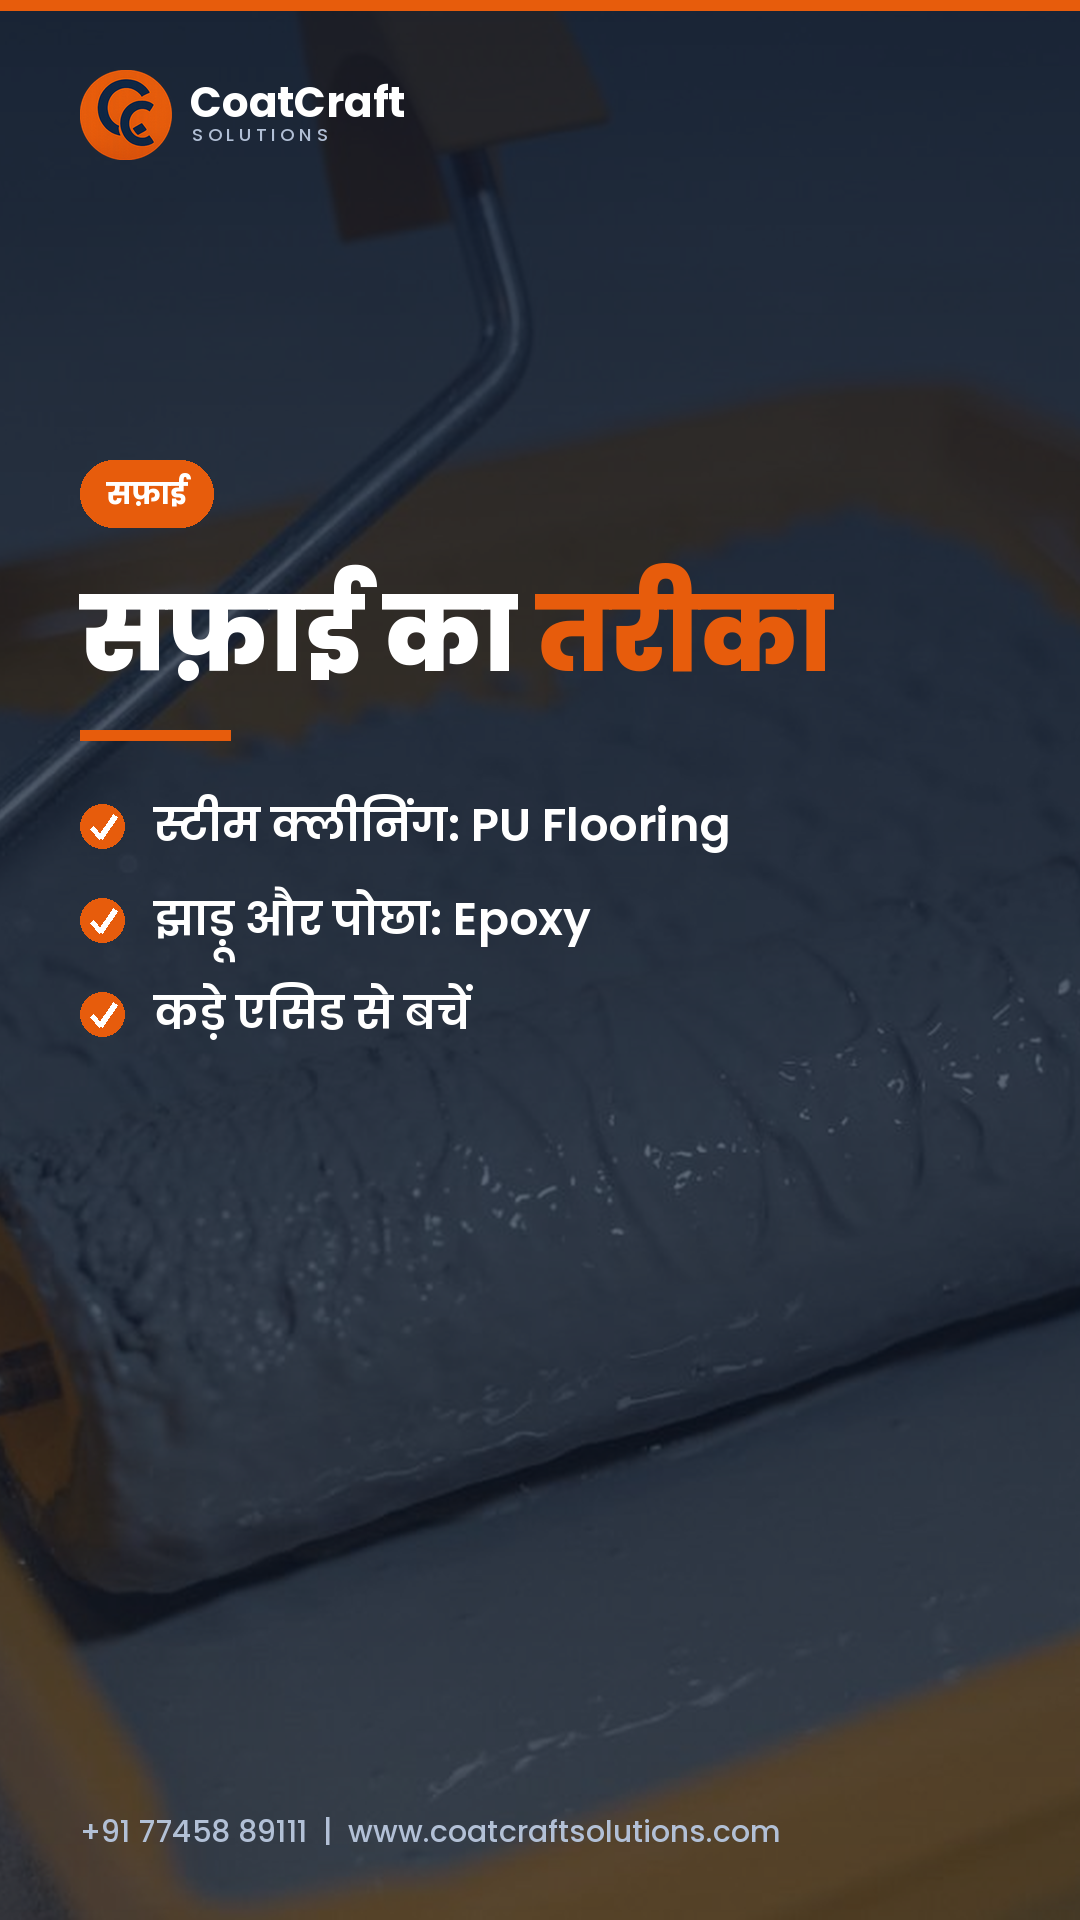 CoatCraft
SOLUTIONS
सफ़ाई
सफ़ाई का तरीका
स्टीम क्लीनिंग: PU Flooring
झाड़ू और पोछा: Epoxy
कड़े एसिड से बचें
+91 77458 89111 | www.coatcraftsolutions.com